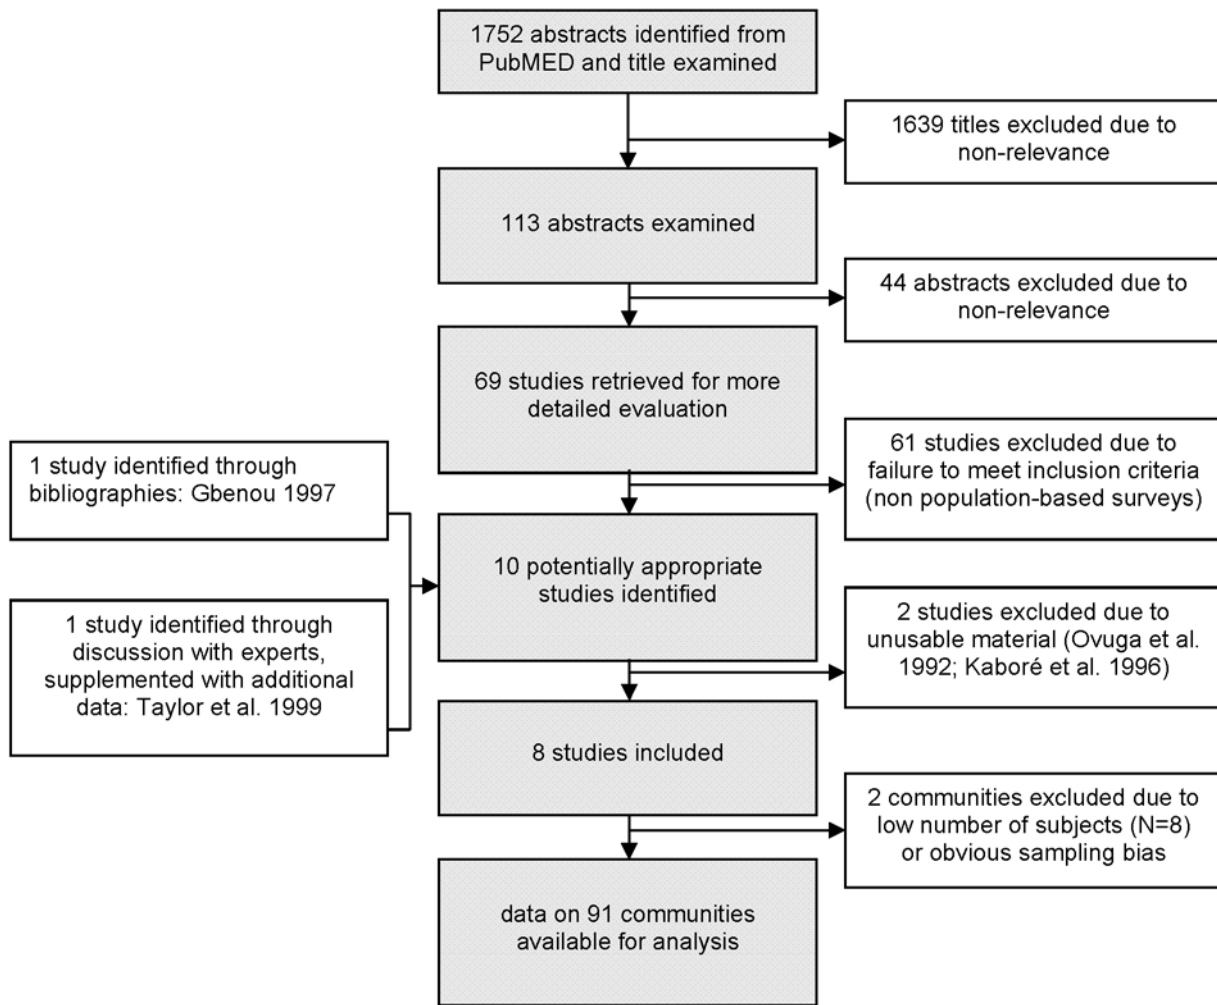 1752 abstracts identified from
PubMED and title examined
1639 titles excluded due to
non-relevance
113 abstracts examined
44 abstracts excluded due to
non-relevance
69 studies retrieved for more
detailed evaluation
61 studies excluded due to
failure to meet inclusion criteria
(non population-based surveys)
1 study identified through
bibliographies: Gbenou 1997
10 potentially appropriate
studies identified
1 study identified through
discussion with experts,
supplemented with additional
data: Taylor et al. 1999
2 studies excluded due to
unusable material (Ovuga et al.
1992; Kaboré et al. 1996)
8 studies included
2 communities excluded due to
low number of subjects (N=8)
or obvious sampling bias
data on 91 communities
available for analysis